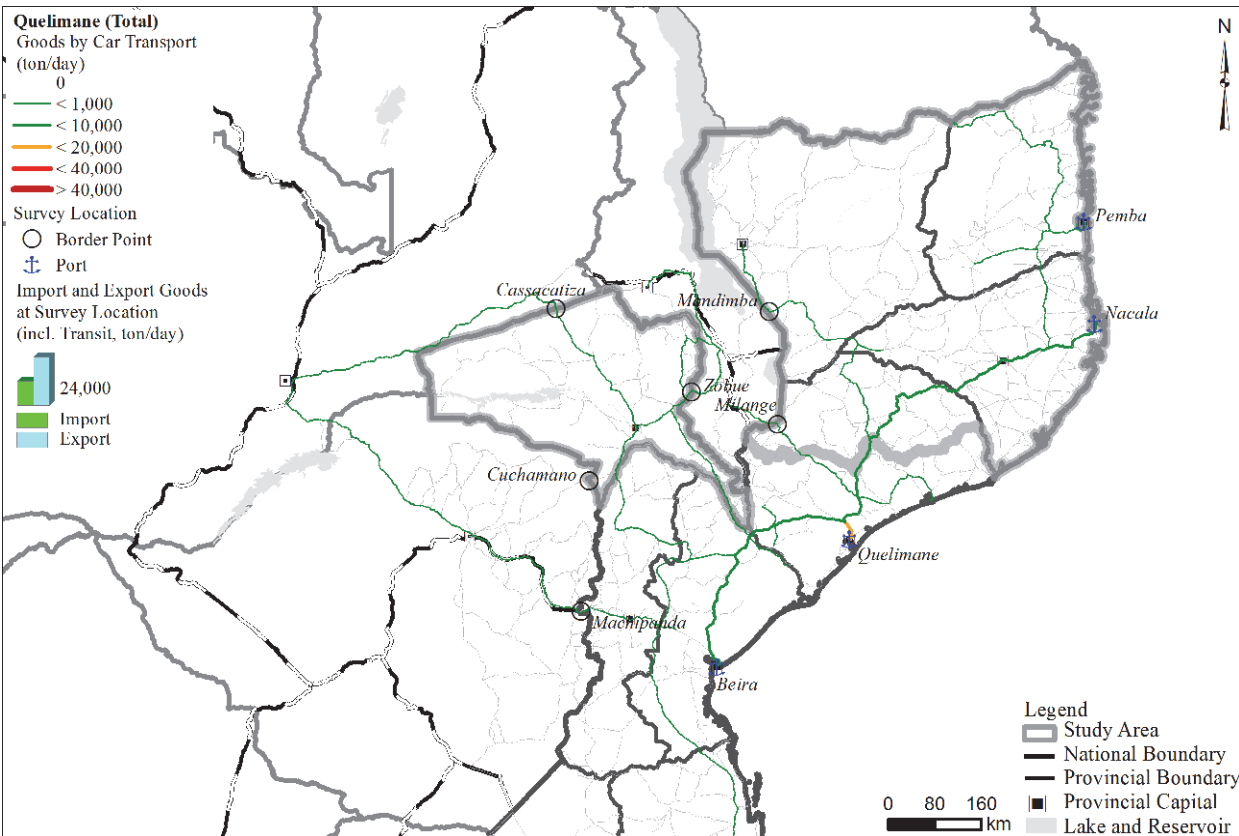 Quelimane (Total)
Goods by Car Transport
(ton/day)
0
< 1,000
< 10,000
< 20,000
< 40,000
> 40,000
Survey Location
Border Point
Port
Import and Export Goods
at Survey Location
(incl. Transit, ton/day)
24,000
Import
Export
N
Pemba
Cassacatiza
Mandimba
Nacala
Zobue
Milange
Cuchamano
Quelimane
Machipanda
Beira
Legend
Study Area
National Boundary
Provincial Boundary
Provincial Capital
Lake and Reservoir
0 80 160
km